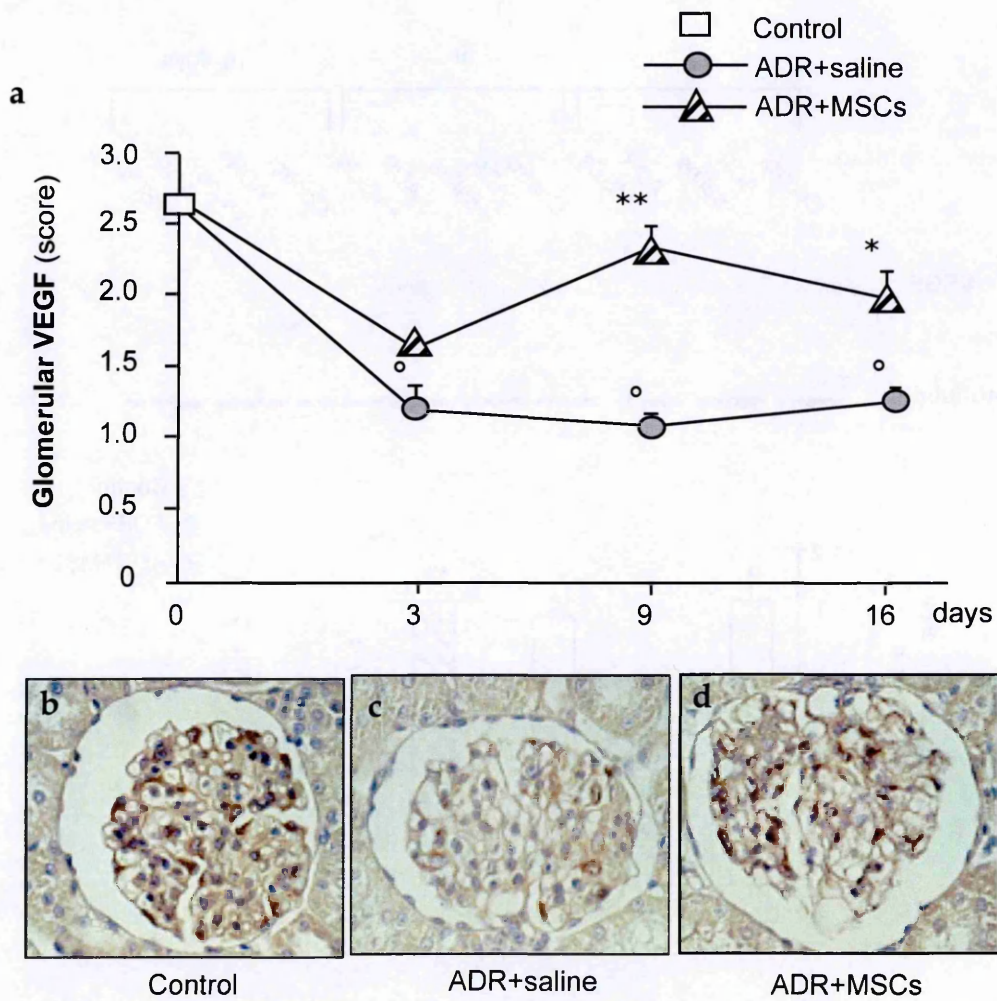 Control
ADR+saline
ADR+MSCs
a
Glomerular VEGF (score)
3.0
2.5
2.0
1.5
1.0
0.5
0
** 
*
°
°
°
0 3 9 16 days
b c d
Control ADR+saline ADR+MSCs